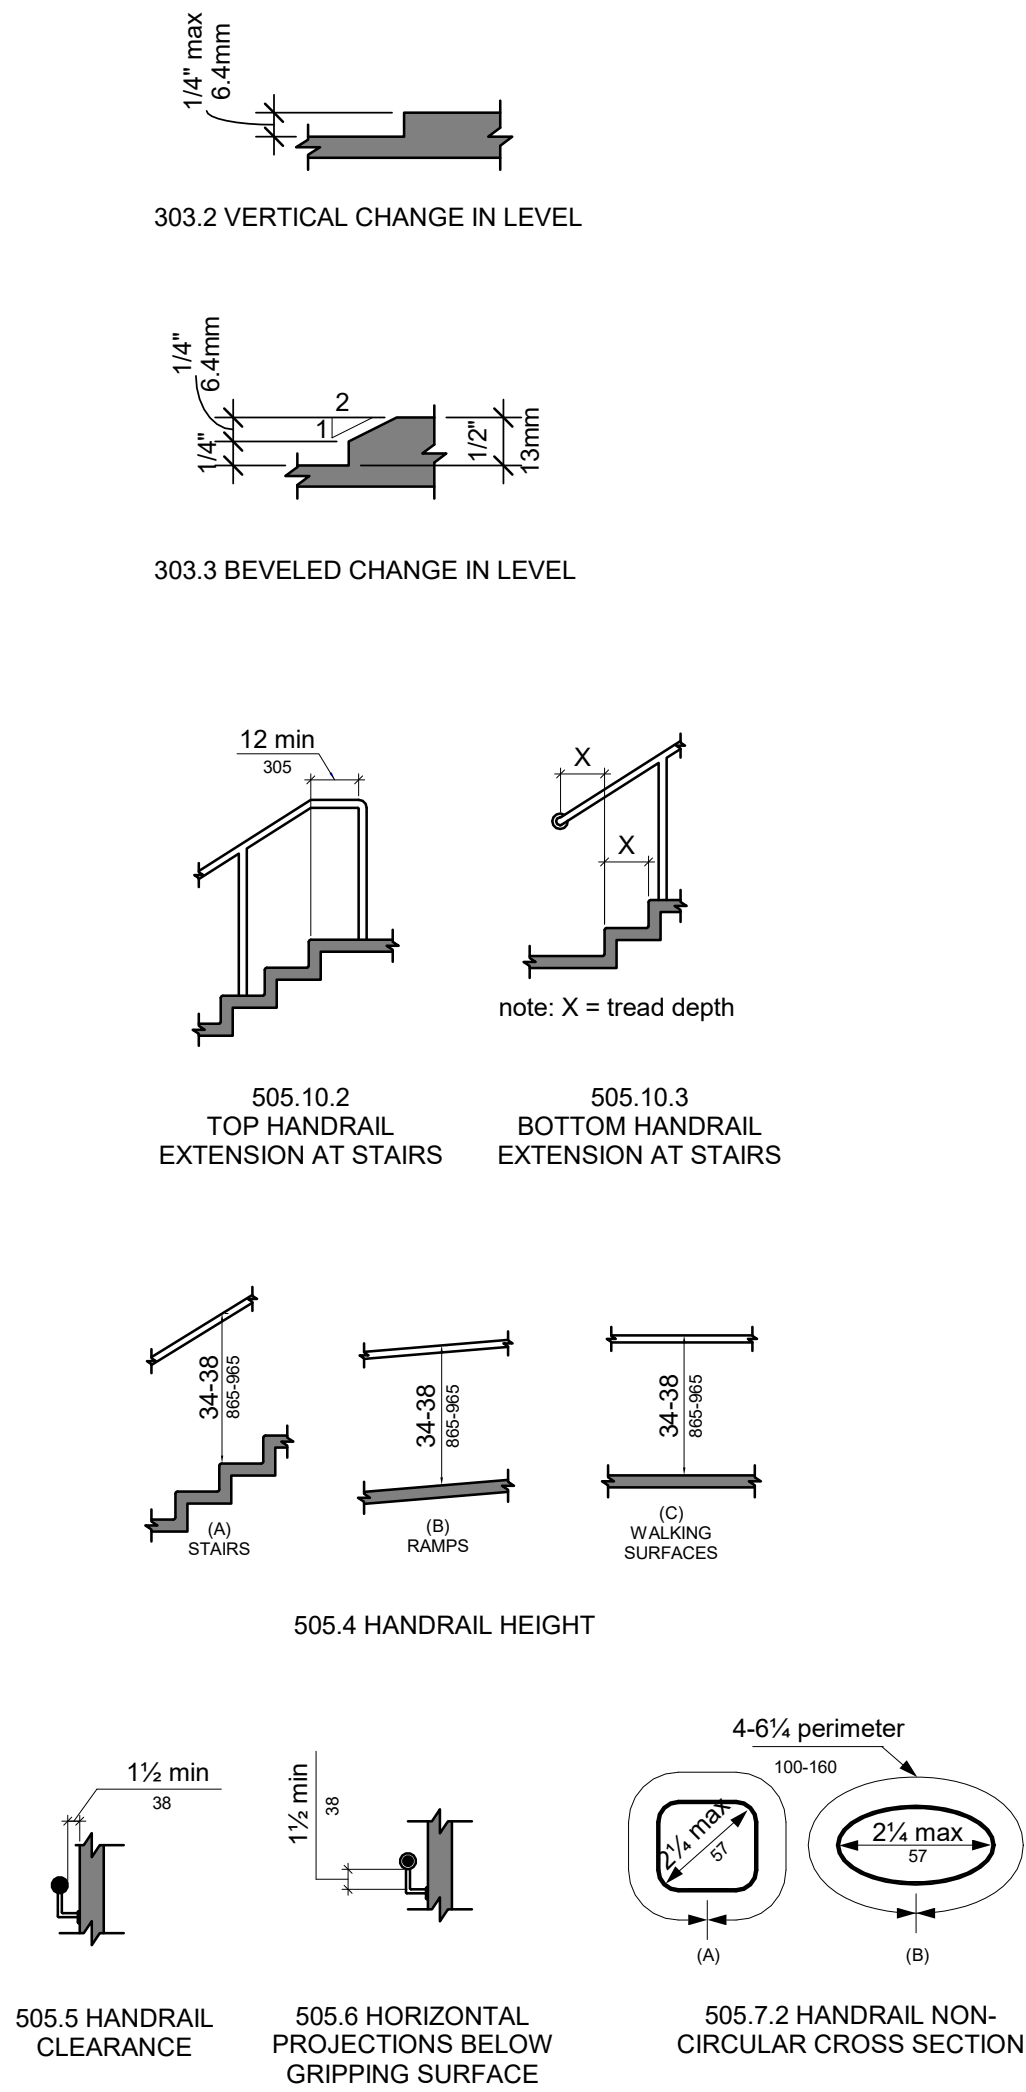 1/4" max
6.4mm
303.2 VERTICAL CHANGE IN LEVEL
1/4"
6.4mm
1/4"
2
1
1/2"
13mm
303.3 BEVELED CHANGE IN LEVEL
12 min
305
X
X
note: X = tread depth
505.10.2
TOP HANDRAIL
EXTENSION AT STAIRS
505.10.3
BOTTOM HANDRAIL
EXTENSION AT STAIRS
34-38
865-965
(A)
STAIRS
34-38
865-965
(B)
RAMPS
34-38
865-965
(C)
WALKING
SURFACES
505.4 HANDRAIL HEIGHT
1½ min
38
505.5 HANDRAIL
CLEARANCE
1½ min
38
505.6 HORIZONTAL
PROJECTIONS BELOW
GRIPPING SURFACE
4-6¼ perimeter
100-160
2¼ max
57
(A)
2¼ max
57
(B)
505.7.2 HANDRAIL NON-
CIRCULAR CROSS SECTION